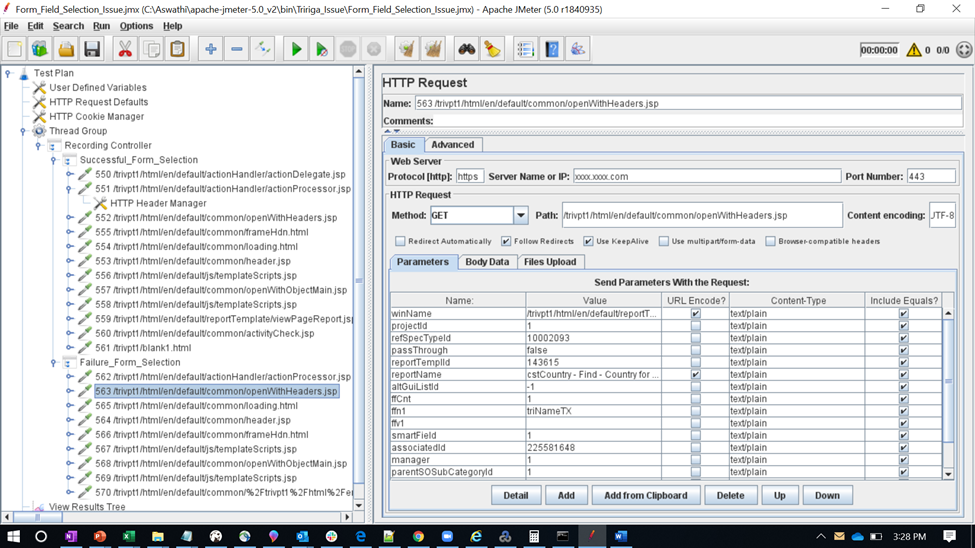 Form_Field_Selection_Issue.jmx (C:\Aswathi\apache-jmeter-5.0_v2\bin\Tririga_Issue\Form_Field_Selection_Issue.jmx) - Apache JMeter (5.0 r1840935)
File Edit Search Run Options Help
00:00:00 0 0/0
Test Plan
User Defined Variables
HTTP Request Defaults
HTTP Cookie Manager
Thread Group
Recording Controller
Successful_Form_Selection
550 /trivpt1/html/en/default/actionHandler/actionDelegate.jsp
551 /trivpt1/html/en/default/actionHandler/actionProcessor.jsp
HTTP Header Manager
552 /trivpt1/html/en/default/common/openWithHeaders.jsp
555 /trivpt1/html/en/default/common/frameHdn.html
554 /trivpt1/html/en/default/common/loading.html
553 /trivpt1/html/en/default/common/header.jsp
556 /trivpt1/html/en/default/js/templateScripts.jsp
557 /trivpt1/html/en/default/common/openWithObjectMain.jsp
558 /trivpt1/html/en/default/js/templateScripts.jsp
559 /trivpt1/html/en/default/reportTemplate/viewPageReport.js
560 /trivpt1/html/en/default/common/activityCheck.jsp
561 /trivpt1/blank1.html
Failure_Form_Selection
562 /trivpt1/html/en/default/actionHandler/actionProcessor.jsp
563 /trivpt1/html/en/default/common/openWithHeaders.jsp
565 /trivpt1/html/en/default/common/loading.html
564 /trivpt1/html/en/default/common/header.jsp
566 /trivpt1/html/en/default/common/frameHdn.html
567 /trivpt1/html/en/default/js/templateScripts.jsp
568 /trivpt1/html/en/default/common/openWithObjectMain.jsp
569 /trivpt1/html/en/default/js/templateScripts.jsp
570 /trivpt1/html/en/default/common/%2Ftrivpt1%2Fhtml%2Fe
View Results Tree
HTTP Request
Name: 563 /trivpt1/html/en/default/common/openWithHeaders.jsp
Comments:
Basic Advanced
Web Server
Protocol [http]: https Server Name or IP: xxxx.xxxx.com Port Number: 443
HTTP Request
Method: GET Path: /trivpt1/html/en/default/common/openWithHeaders.jsp Content encoding: UTF-8
Redirect Automatically Follow Redirects Use KeepAlive Use multipart/form-data Browser-compatible headers
Parameters Body Data Files Upload
Send Parameters With the Request:
Name: Value URL Encode? Content-Type Include Equals?
winName /trivpt1/html/en/default/reportT... text/plain
projectId 1 text/plain
refSpecTypeId 10002093 text/plain
passThrough false text/plain
reportTemplId 143615 text/plain
reportName cstCountry - Find - Country for ... text/plain
altGuiListId -1 text/plain
ffCnt 1 text/plain
ffn1 triNameTX text/plain
ffv1 text/plain
smartField 1 text/plain
associatedId 225581648 text/plain
manager 1 text/plain
parentSOSubCategoryId 1 text/plain
Detail Add Add from Clipboard Delete Up Down
3:28 PM